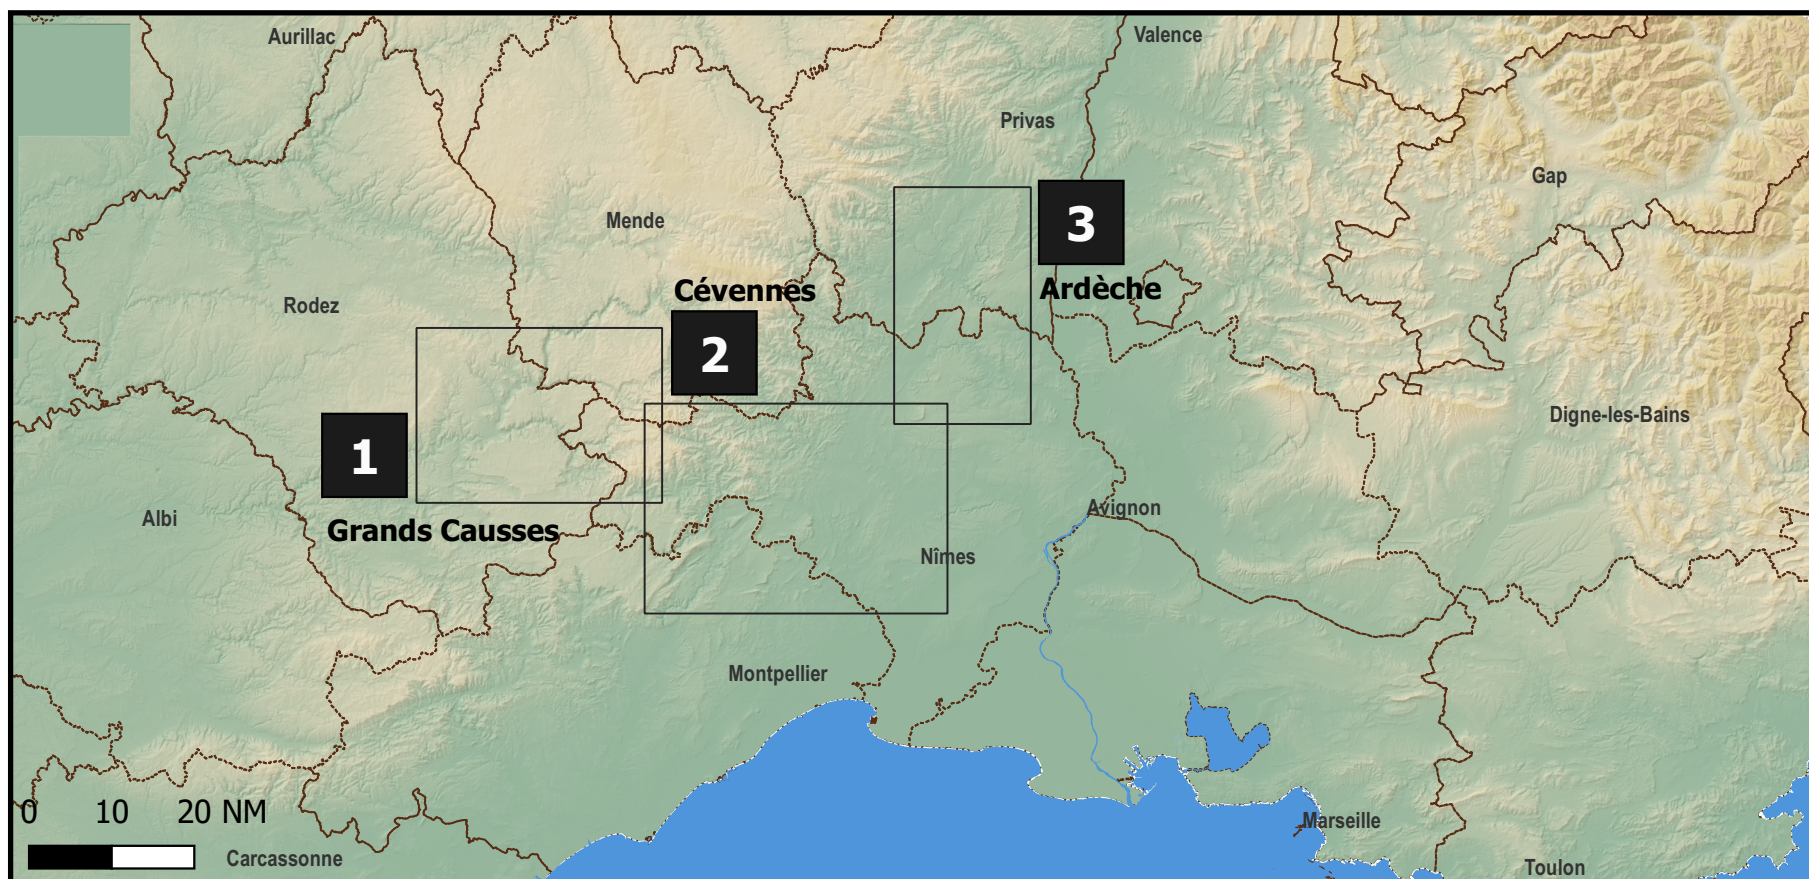 Aurillac
Valence
Privas
Gap
Mende
3
Cévennes
Ardèche
Rodez
2
Digne-les-Bains
1
Albi
Avignon
Grands Causses
Nîmes
Montpellier
0 10 20 NM
Marseille
Carcassonne
Toulon